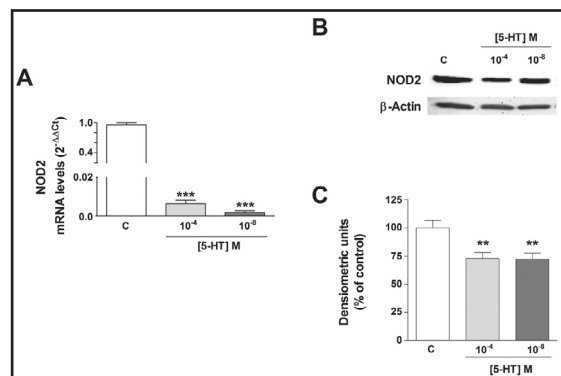 A
NOD2
mRNA levels (2-ΔΔCt)
1.0
0.4
0.02
0.00
***
***
C
10-4
10-8
[5-HT] M
B
[5-HT] M
C
10-4
10-8
NOD2
β-Actin
C
Densiometric units
(% of control)
125
100
75
50
25
0
**
**
C
10-4
10-8
[5-HT] M